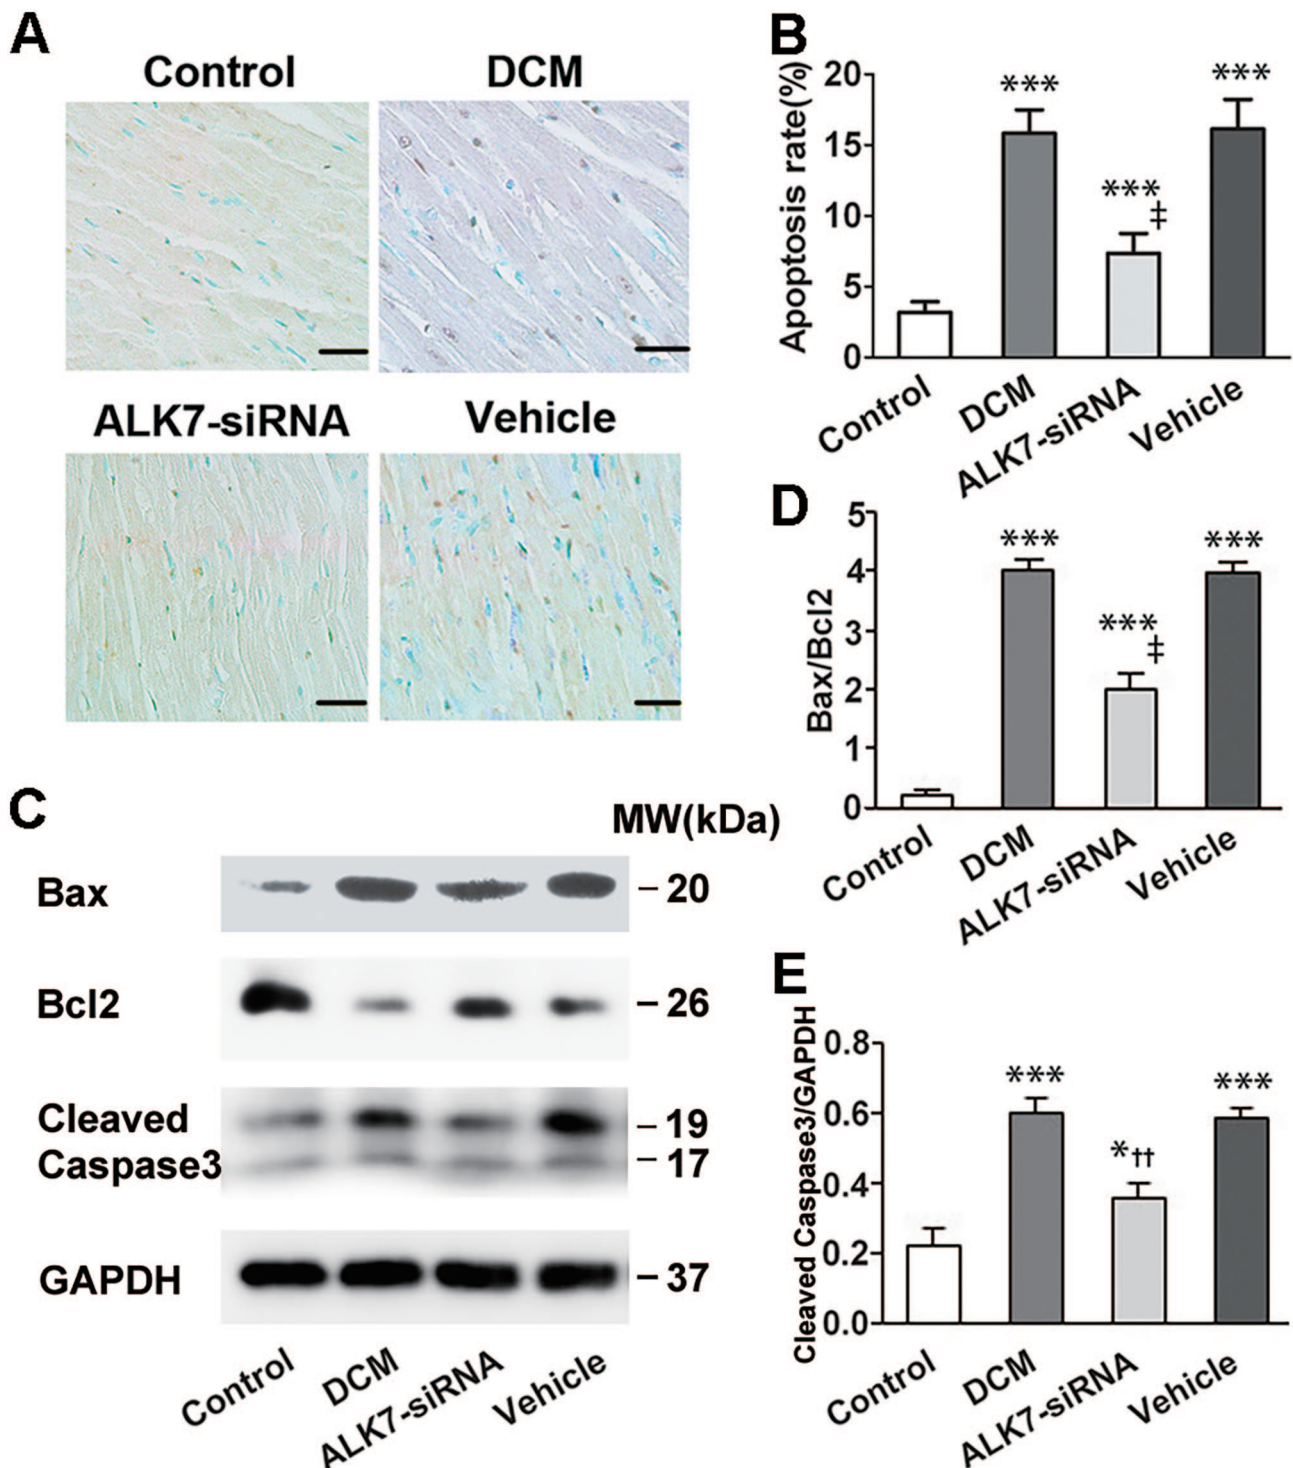 A
Control
DCM
ALK7-siRNA
Vehicle
B
Apoptosis rate(%)
20
15
10
5
0
***
***
‡
***
Control
DCM
ALK7-siRNA
Vehicle
C
MW(kDa)
Bax
20
Bcl2
26
Cleaved
Caspase3
19
17
GAPDH
37
Control
DCM
ALK7-siRNA
Vehicle
D
Bax/Bcl2
5
4
3
2
1
0
***
***
‡
***
Control
DCM
ALK7-siRNA
Vehicle
E
Cleaved Caspase3/GAPDH
0.8
0.6
0.4
0.2
0.0
***
*††
***
Control
DCM
ALK7-siRNA
Vehicle